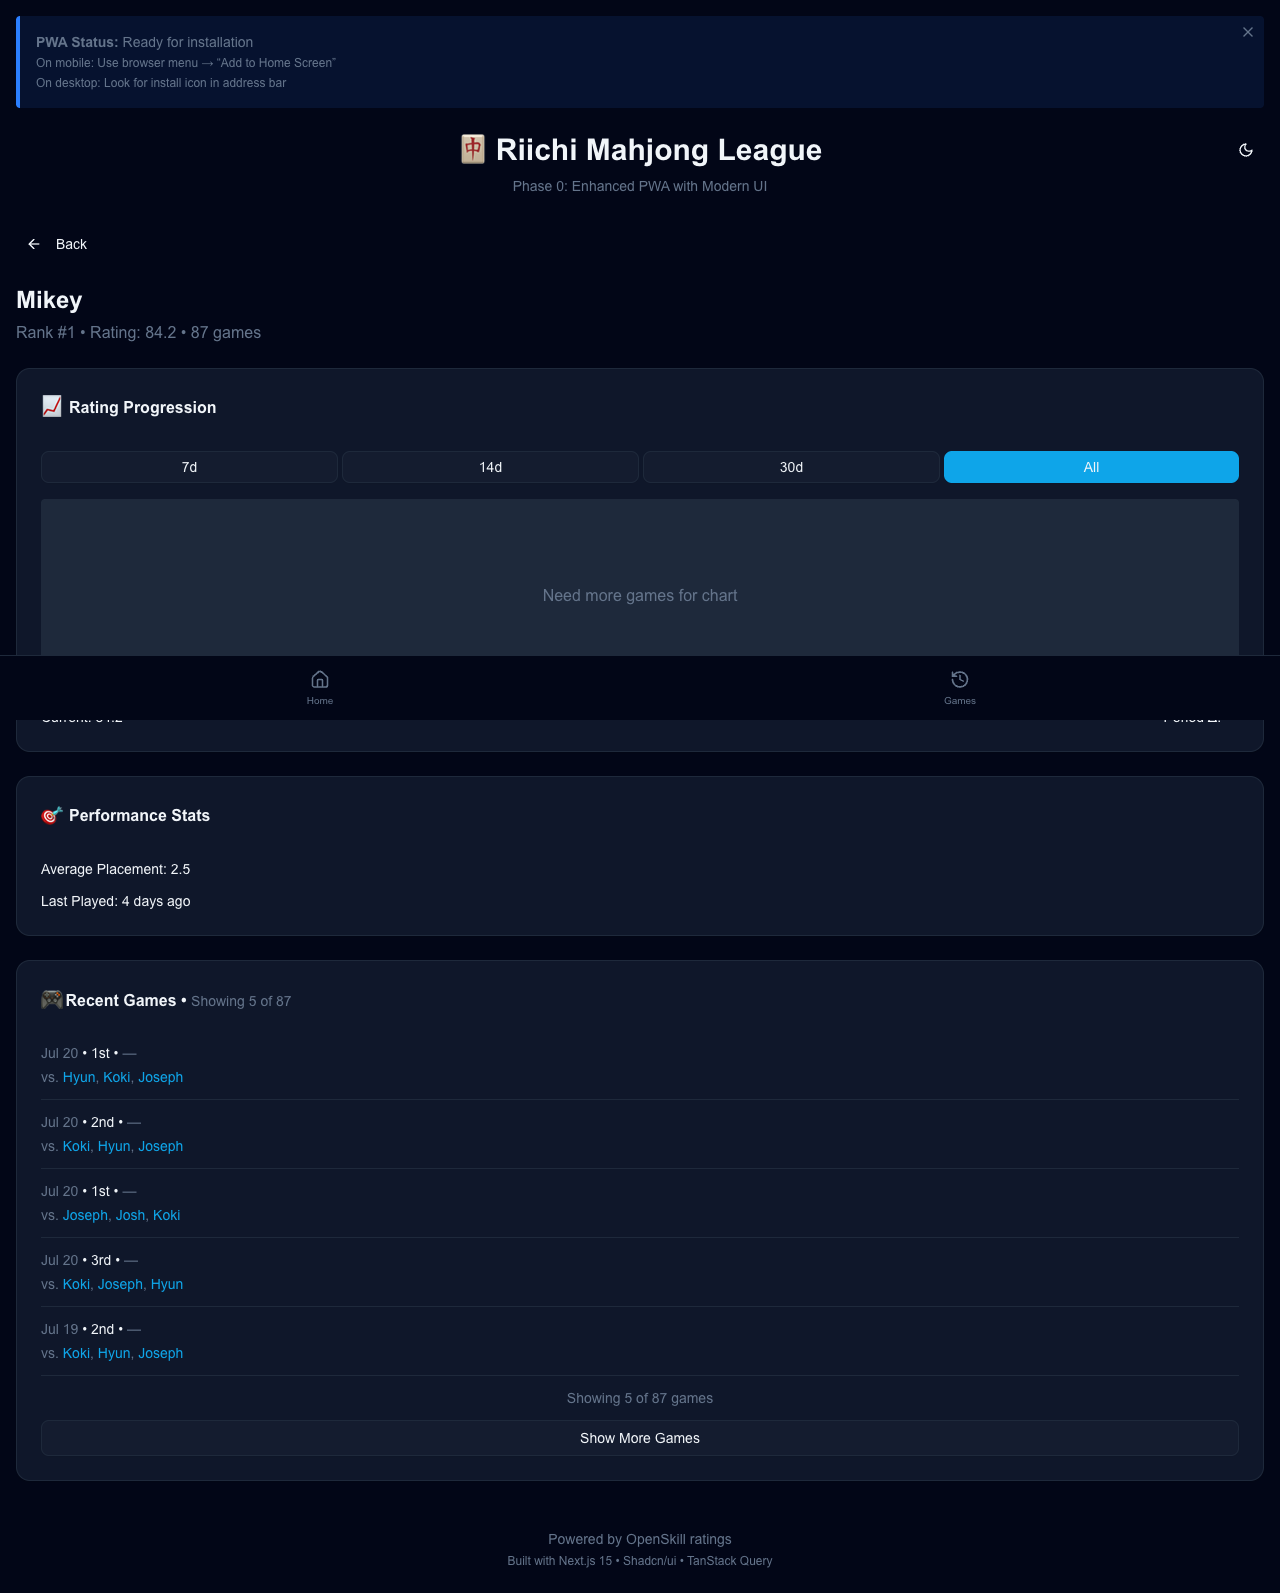 PWA Status: Ready for installation
On mobile: Use browser menu → "Add to Home Screen"
On desktop: Look for install icon in address bar
中 Riichi Mahjong League
Phase 0: Enhanced PWA with Modern UI
Back
Mikey
Rank #1 • Rating: 84.2 • 87 games
Rating Progression
7d 14d 30d All
Need more games for chart
Home Games
Performance Stats
Average Placement: 2.5
Last Played: 4 days ago
Recent Games • Showing 5 of 87
Jul 20 • 1st • —
vs. Hyun, Koki, Joseph
Jul 20 • 2nd • —
vs. Koki, Hyun, Joseph
Jul 20 • 1st • —
vs. Joseph, Josh, Koki
Jul 20 • 3rd • —
vs. Koki, Joseph, Hyun
Jul 19 • 2nd • —
vs. Koki, Hyun, Joseph
Showing 5 of 87 games
Show More Games
Powered by OpenSkill ratings
Built with Next.js 15 • Shadcn/ui • TanStack Query